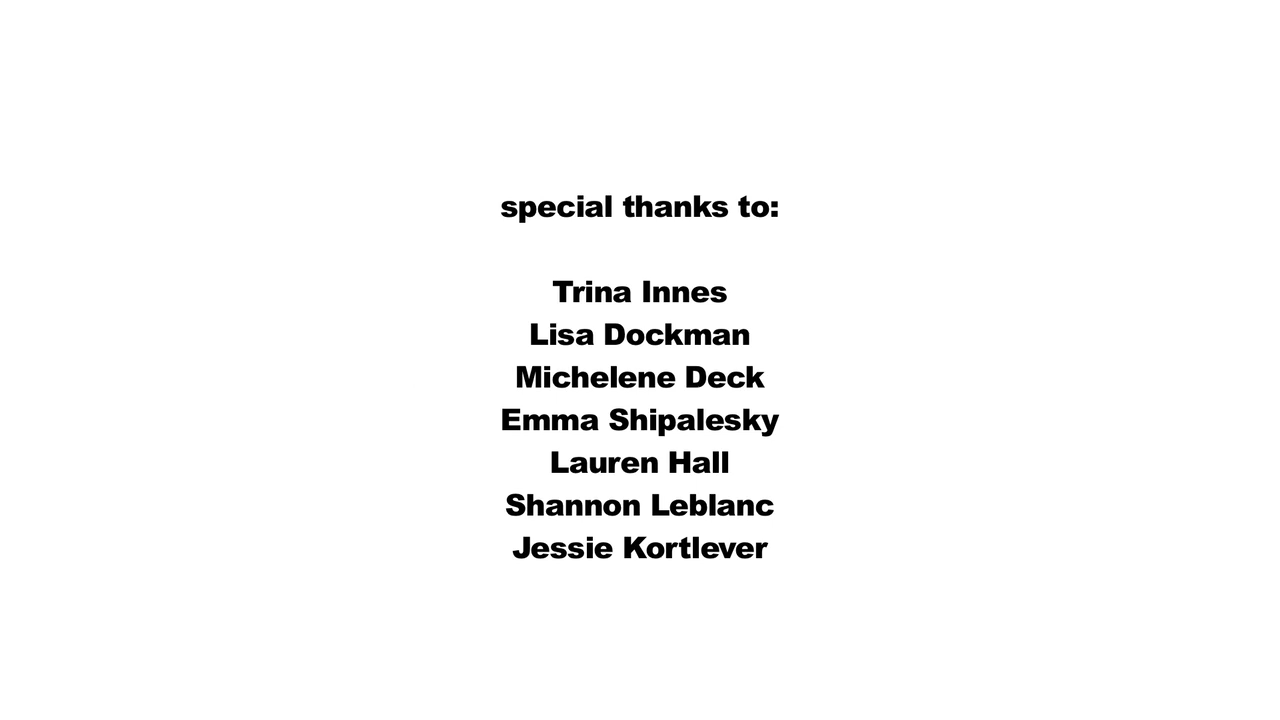 special thanks to:
Trina Innes
Lisa Dockman
Michelene Deck
Emma Shipalesky
Lauren Hall
Shannon Leblanc
Jessie Kortlever